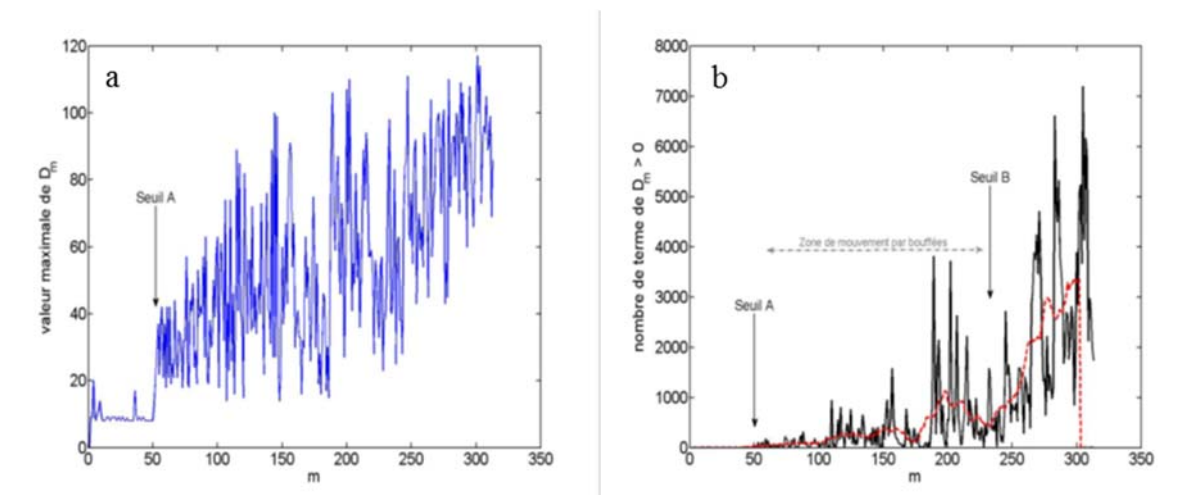 a
Seuil A
valeur maximale de Dm
120
100
80
60
40
20
0
0 50 100 150 200 250 300 350
m
b
Seuil B
Zone de mouvement par bouffées
Seuil A
nombre de terme de Dm > 0
8000
7000
6000
5000
4000
3000
2000
1000
0
0 50 100 150 200 250 300 350
m